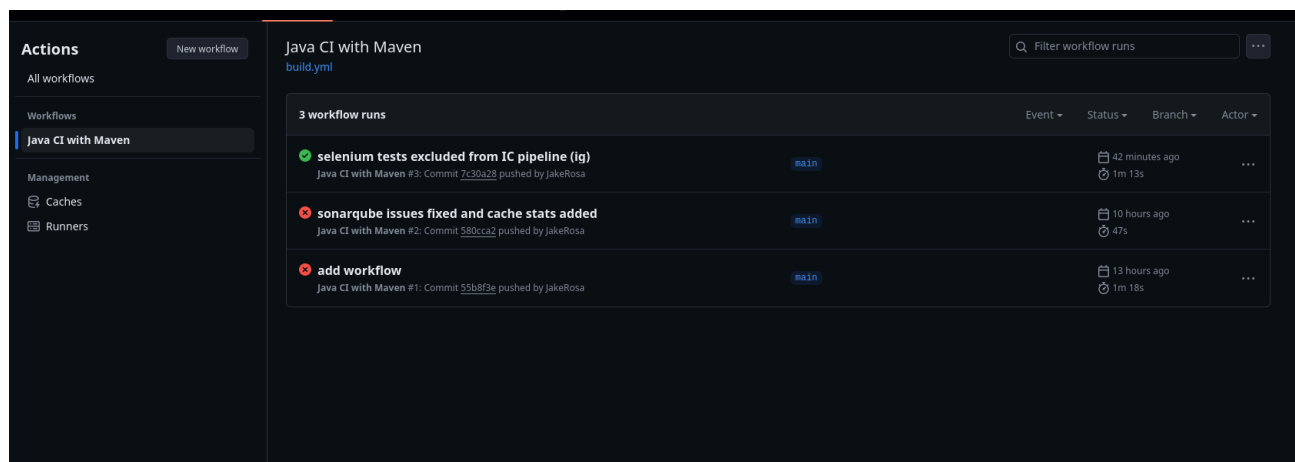 Actions
New workflow
All workflows
Workflows
Java CI with Maven
Management
Caches
Runners
Java CI with Maven
build.yml
Filter workflow runs
3 workflow runs
Event
Status
Branch
Actor
selenium tests excluded from IC pipeline (ig)
Java CI with Maven #3: Commit 7c30a28 pushed by JakeRosa
main
42 minutes ago
1m 13s
sonarqube issues fixed and cache stats added
Java CI with Maven #2: Commit 580cca2 pushed by JakeRosa
main
10 hours ago
47s
add workflow
Java CI with Maven #1: Commit 55b8f3e pushed by JakeRosa
main
13 hours ago
1m 18s